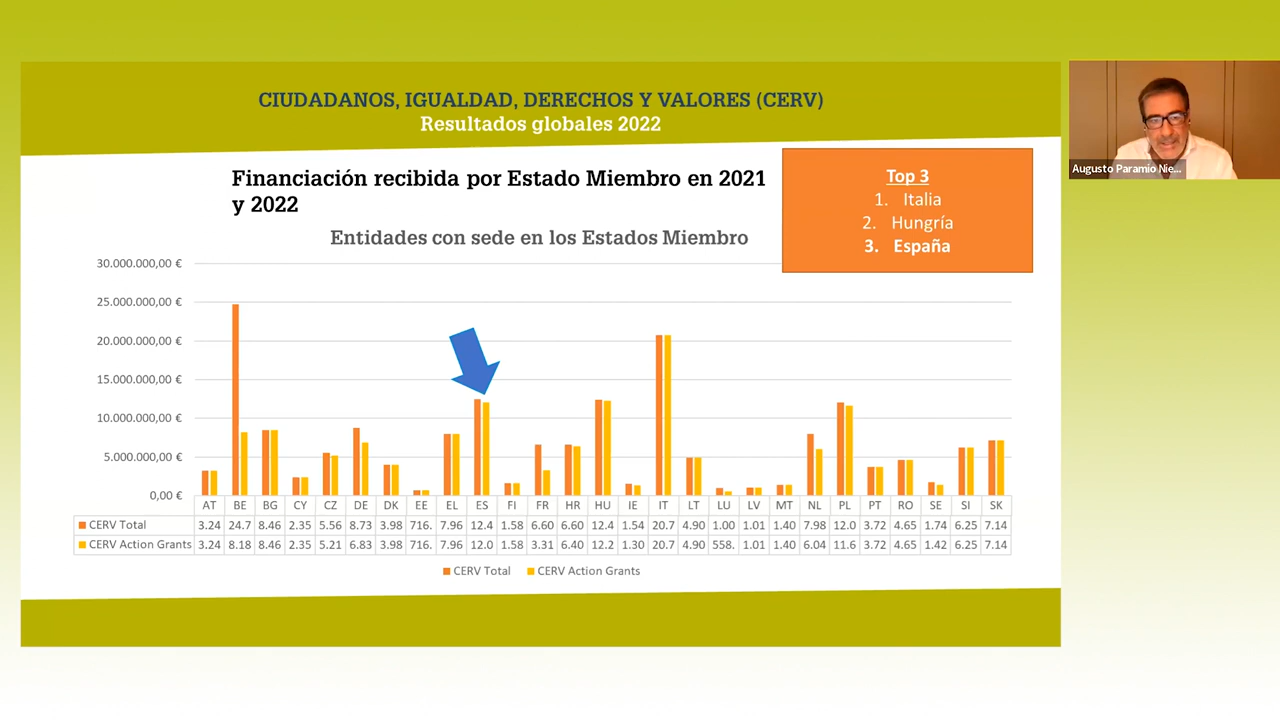 CIUDADANOS, IGUALDAD, DERECHOS Y VALORES (CERV)
Resultados globales 2022
Financiación recibida por Estado Miembro en 2021
y 2022
Top 3
1. Italia
2. Hungría
3. España
Entidades con sede en los Estados Miembro
30.000.000,00 €
25.000.000,00 €
20.000.000,00 €
15.000.000,00 €
10.000.000,00 €
5.000.000,00 €
0,00 €
AT BE BG CY CZ DE DK EE EL ES FI FR HR HU IE IT LT LU LV MT NL PL PT RO SE SI SK
CERV Total 3.24 24.7 8.46 2.35 5.56 8.73 3.98 716. 7.96 12.4 1.58 6.60 6.60 12.4 1.54 20.7 4.90 1.00 1.01 1.40 7.98 12.0 3.72 4.65 1.74 6.25 7.14
CERV Action Grants 3.24 8.18 8.46 2.35 5.21 6.83 3.98 716. 7.96 12.0 1.58 3.31 6.40 12.2 1.30 20.7 4.90 558. 1.01 1.40 6.04 11.6 3.72 4.65 1.42 6.25 7.14
CERV Total CERV Action Grants
Augusto Paramio Nie...